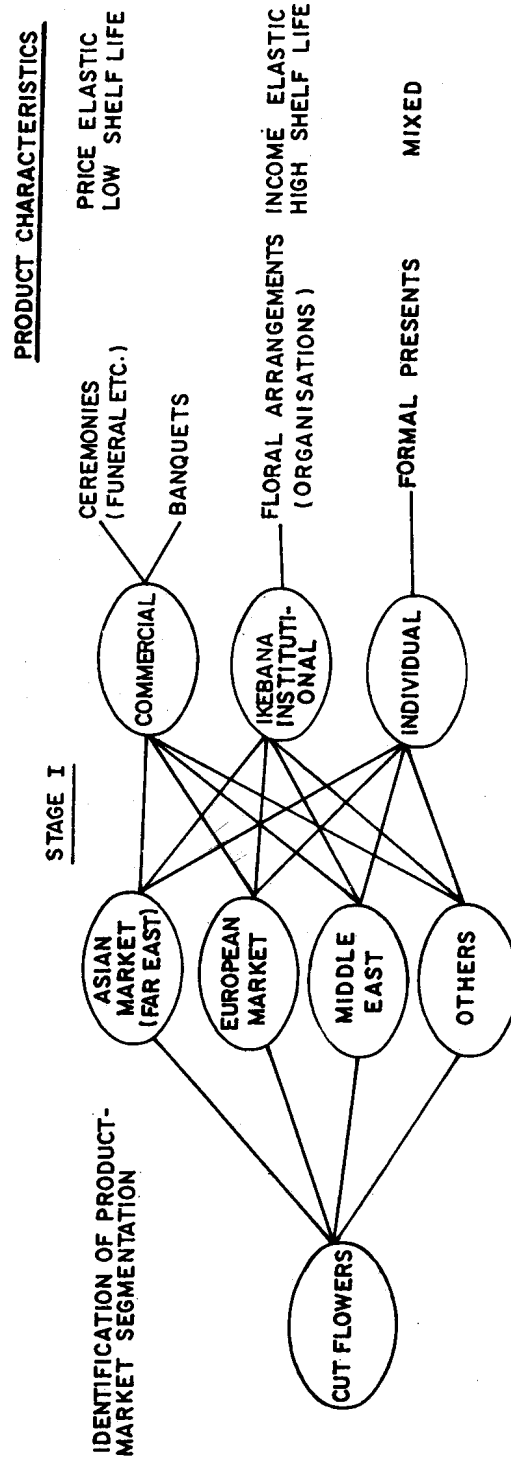 IDENTIFICATION OF PRODUCT-
MARKET SEGMENTATION
STAGE I
PRODUCT CHARACTERISTICS
CUT FLOWERS
ASIAN
MARKET
(FAR EAST)
EUROPEAN
MARKET
MIDDLE
EAST
OTHERS
COMMERCIAL
IKEBANA
INSTITUTI-
ONAL
INDIVIDUAL
CEREMONIES
(FUNERAL ETC.)
BANQUETS
FLORAL ARRANGEMENTS
(ORGANISATIONS)
FORMAL PRESENTS
PRICE ELASTIC
LOW SHELF LIFE
INCOME ELASTIC
HIGH SHELF LIFE
MIXED